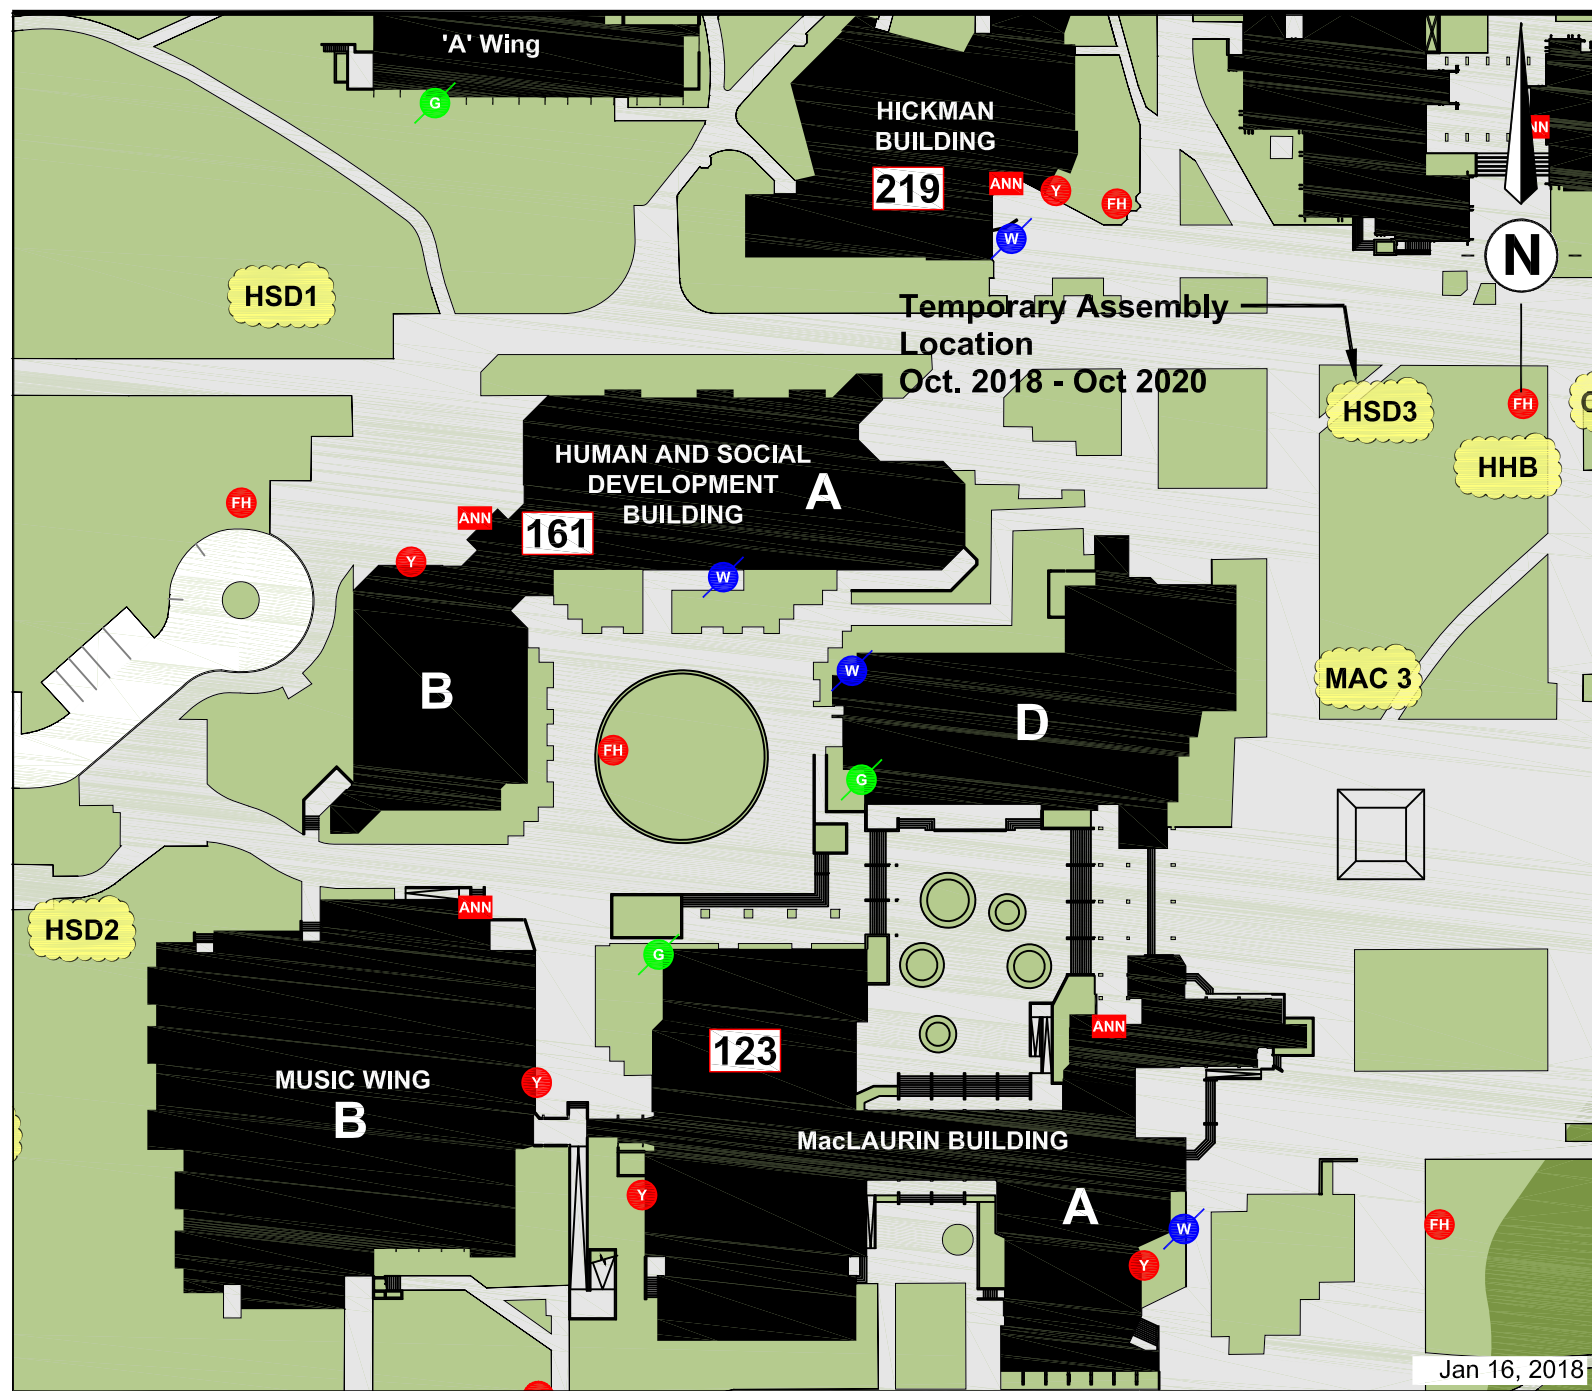 'A' Wing
G
HICKMAN
BUILDING
219
ANN
Y
FH
W
ANN
N
HSD1
Temporary Assembly
Location
Oct. 2018 - Oct 2020
HSD3
FH
HHB
HUMAN AND SOCIAL
DEVELOPMENT
BUILDING
A
161
ANN
FH
Y
W
B
W
D
MAC 3
FH
G
HSD2
ANN
G
123
ANN
MUSIC WING
B
Y
MacLAURIN BUILDING
Y
A
W
FH
Y
Jan 16, 2018